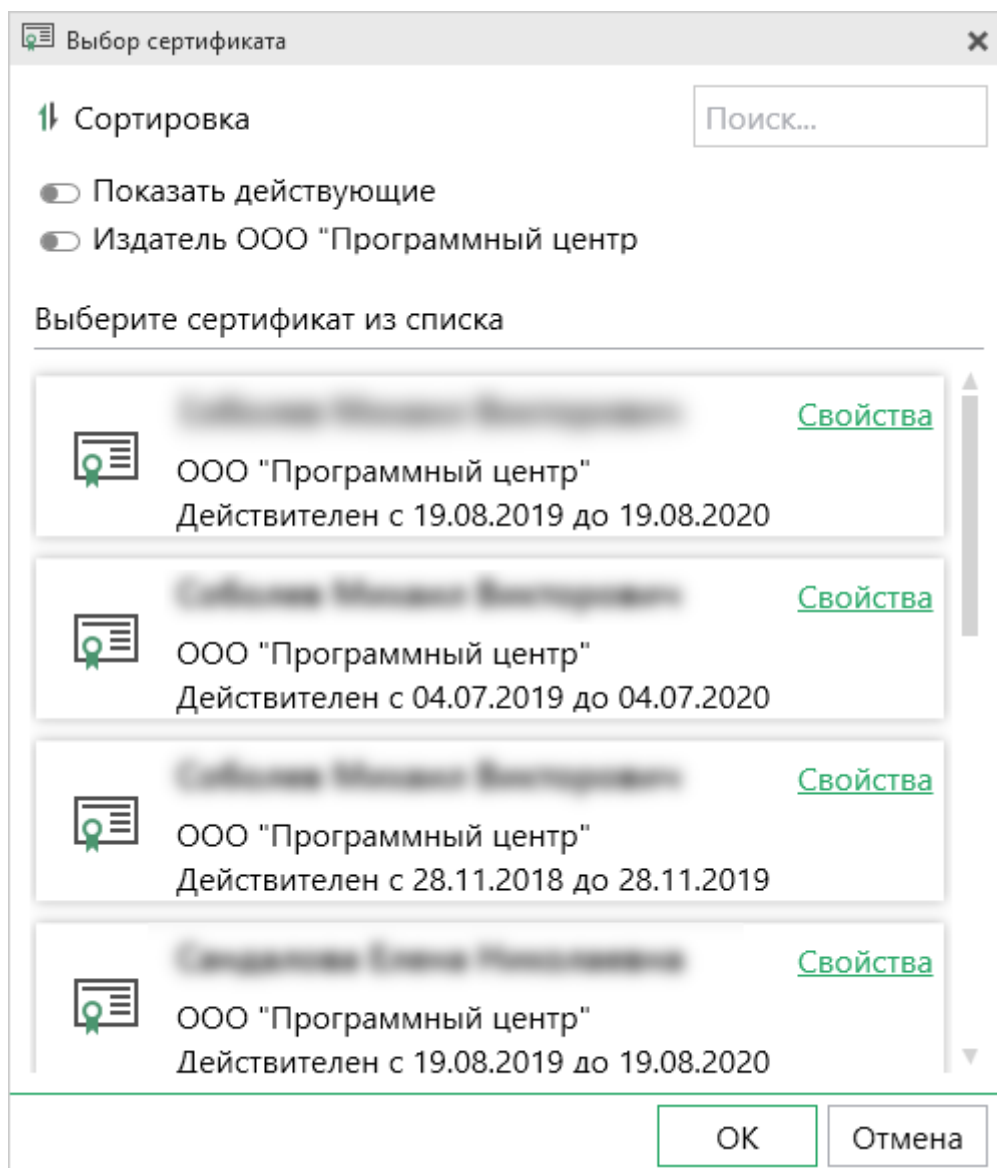 Выбор сертификата
Сортировка
Поиск...
Показать действующие
Издатель ООО "Программный центр
Выберите сертификат из списка
Свойства
ООО "Программный центр"
Действителен с 19.08.2019 до 19.08.2020
Свойства
ООО "Программный центр"
Действителен с 04.07.2019 до 04.07.2020
Свойства
ООО "Программный центр"
Действителен с 28.11.2018 до 28.11.2019
Свойства
ООО "Программный центр"
Действителен с 19.08.2019 до 19.08.2020
ОК
Отмена